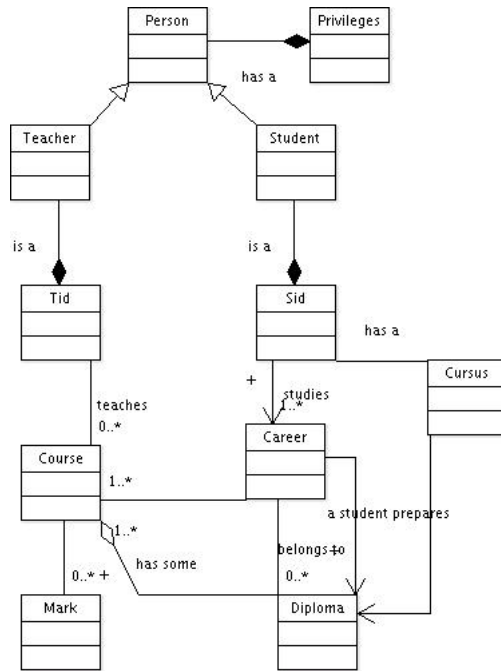 Person
Privileges
has a
Teacher
Student
is a
is a
Tid
Sid
has a
Cursus
+
studies
1..*
teaches
0..*
Career
Course
1..*
a student prepares
1..*
belongs to
+
has some
0..* +
0..*
Mark
Diploma